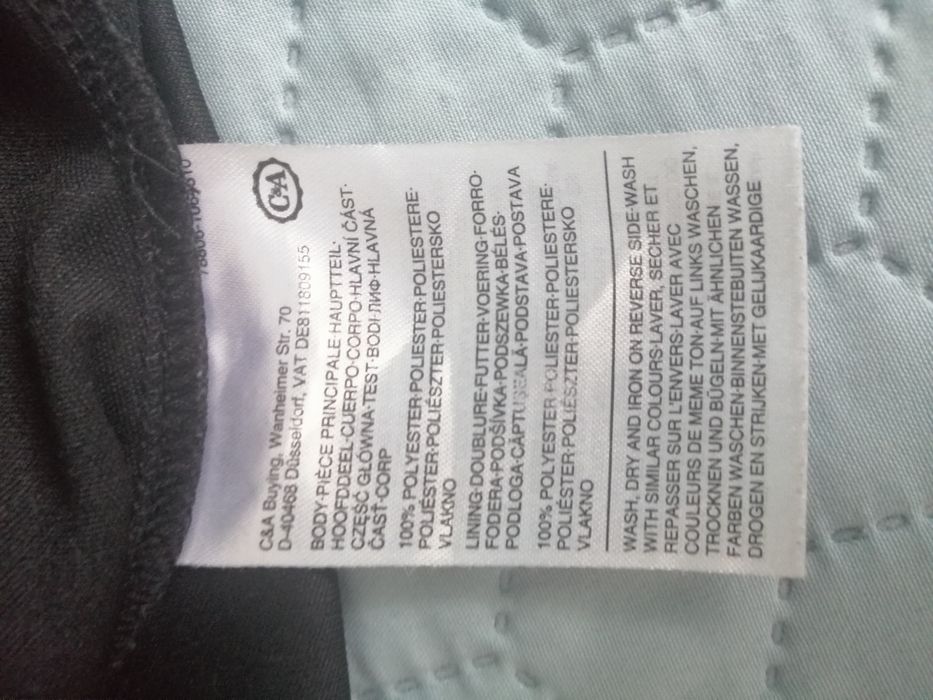 C&A
C&A Buying, Wanheimer Str. 70
D-40468 Düsseldorf, VAT DE811809155
BODY·PIÈCE PRINCIPALE·HAUPTTEIL·
HOOFDDEEL·CUERPO·CORPO·HLAVNÍ ČÁST·
CZĘŚĆ GŁÓWNA·TEST·BODI·ЛИФ·HLAVNÁ
ČASŤ·CORP
100% POLYESTER·POLIESTER·POLIESTERE·
POLIÉSTER·POLIÉSZTER·POLIESTERSKO
VLAKNO
LINING·DOUBLURE·FUTTER·VOERING·FORRO·
FODERA·PODŠÍVKA·PODSZEWKA·BÉLÉS·
PODLOGA·CĂPTUȘEALĂ·PODSTAVA·POSTAVA
100% POLYESTER·POLIESTER·POLIESTERE·
POLIÉSTER·POLIÉSZTER·POLIESTERSKO
VLAKNO
WASH, DRY AND IRON ON REVERSE SIDE·WASH
WITH SIMILAR COLOURS·LAVER, SECHER ET
REPASSER SUR L'ENVERS·LAVER AVEC
COULEURS DE MEME TON·AUF LINKS WASCHEN,
TROCKNEN UND BÜGELN·MIT ÄHNLICHEN
FARBEN WASCHEN·BINNENSTEBUITEN WASSEN,
DROGEN EN STRIJKEN·MET GELIJKAARDIGE